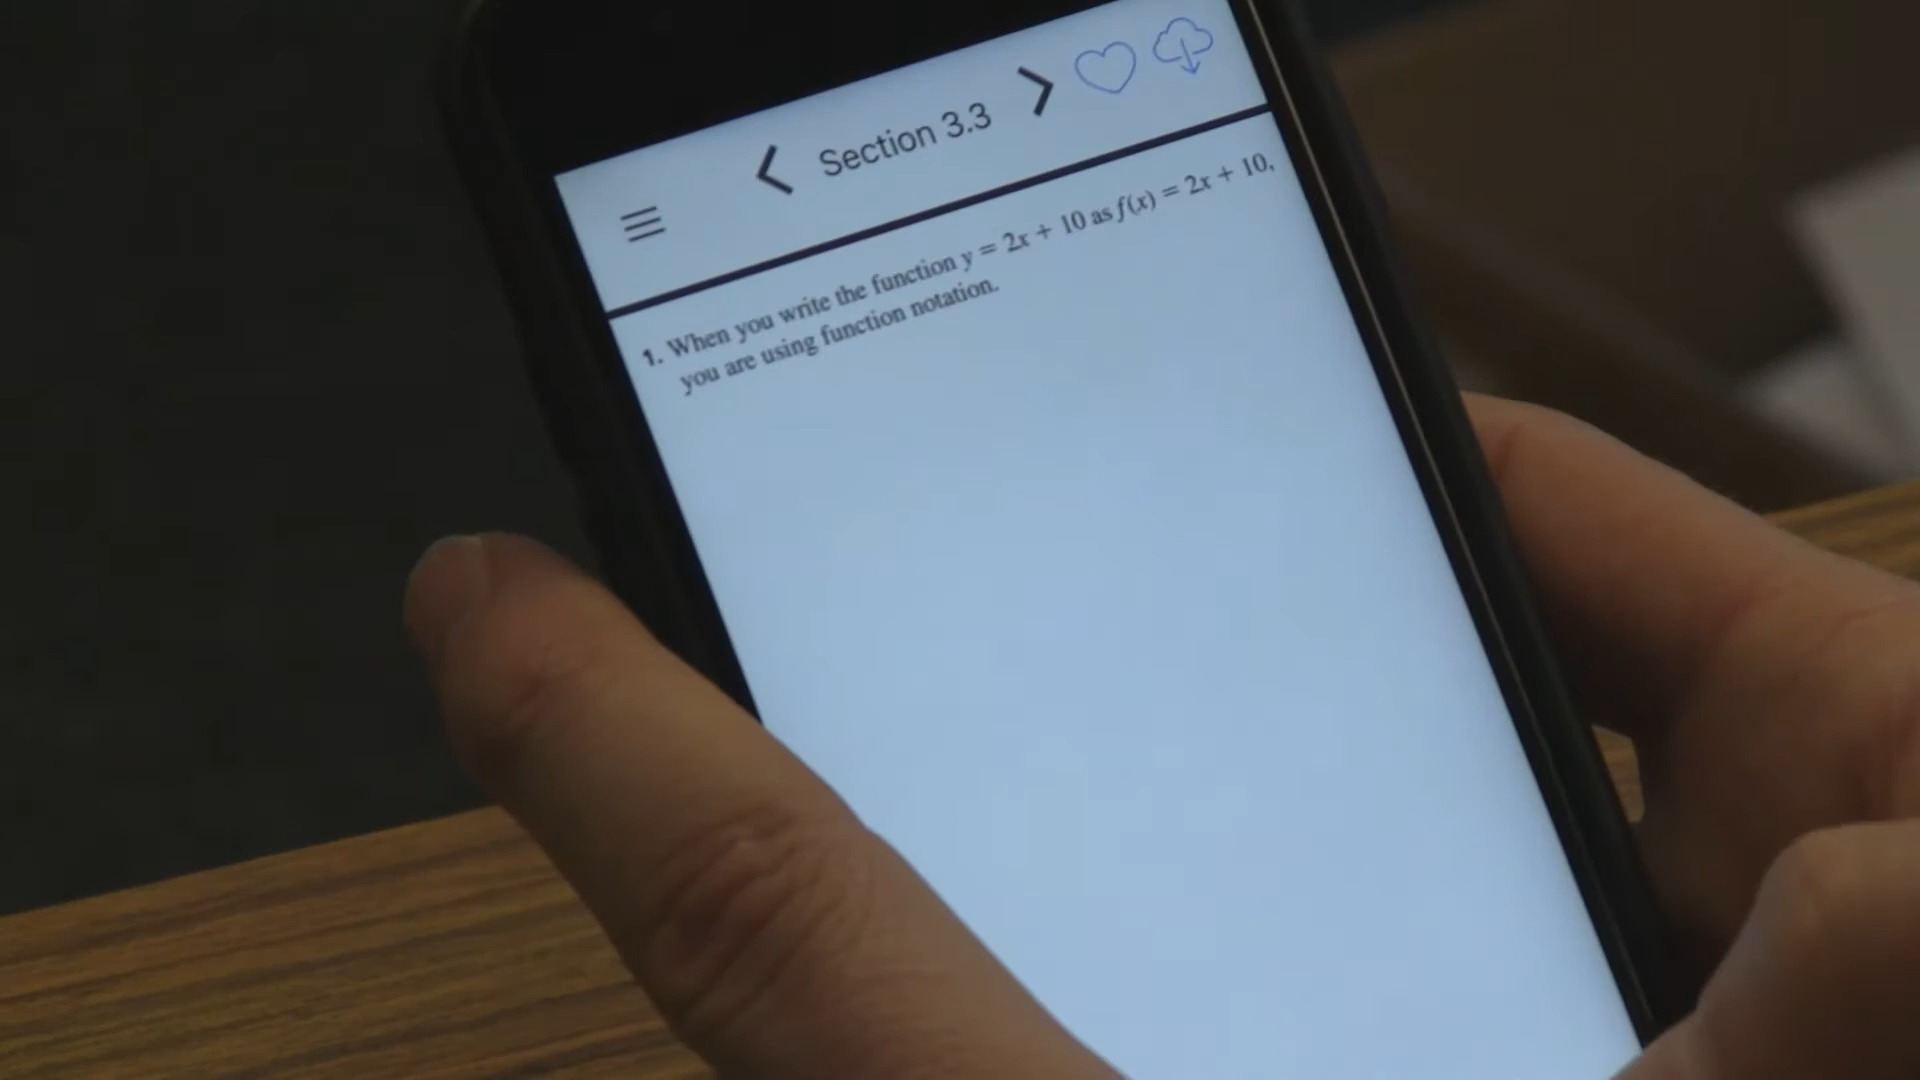 Section 3.3
1. When you write the function y = 2x + 10 as f(x) = 2x + 10,
you are using function notation.